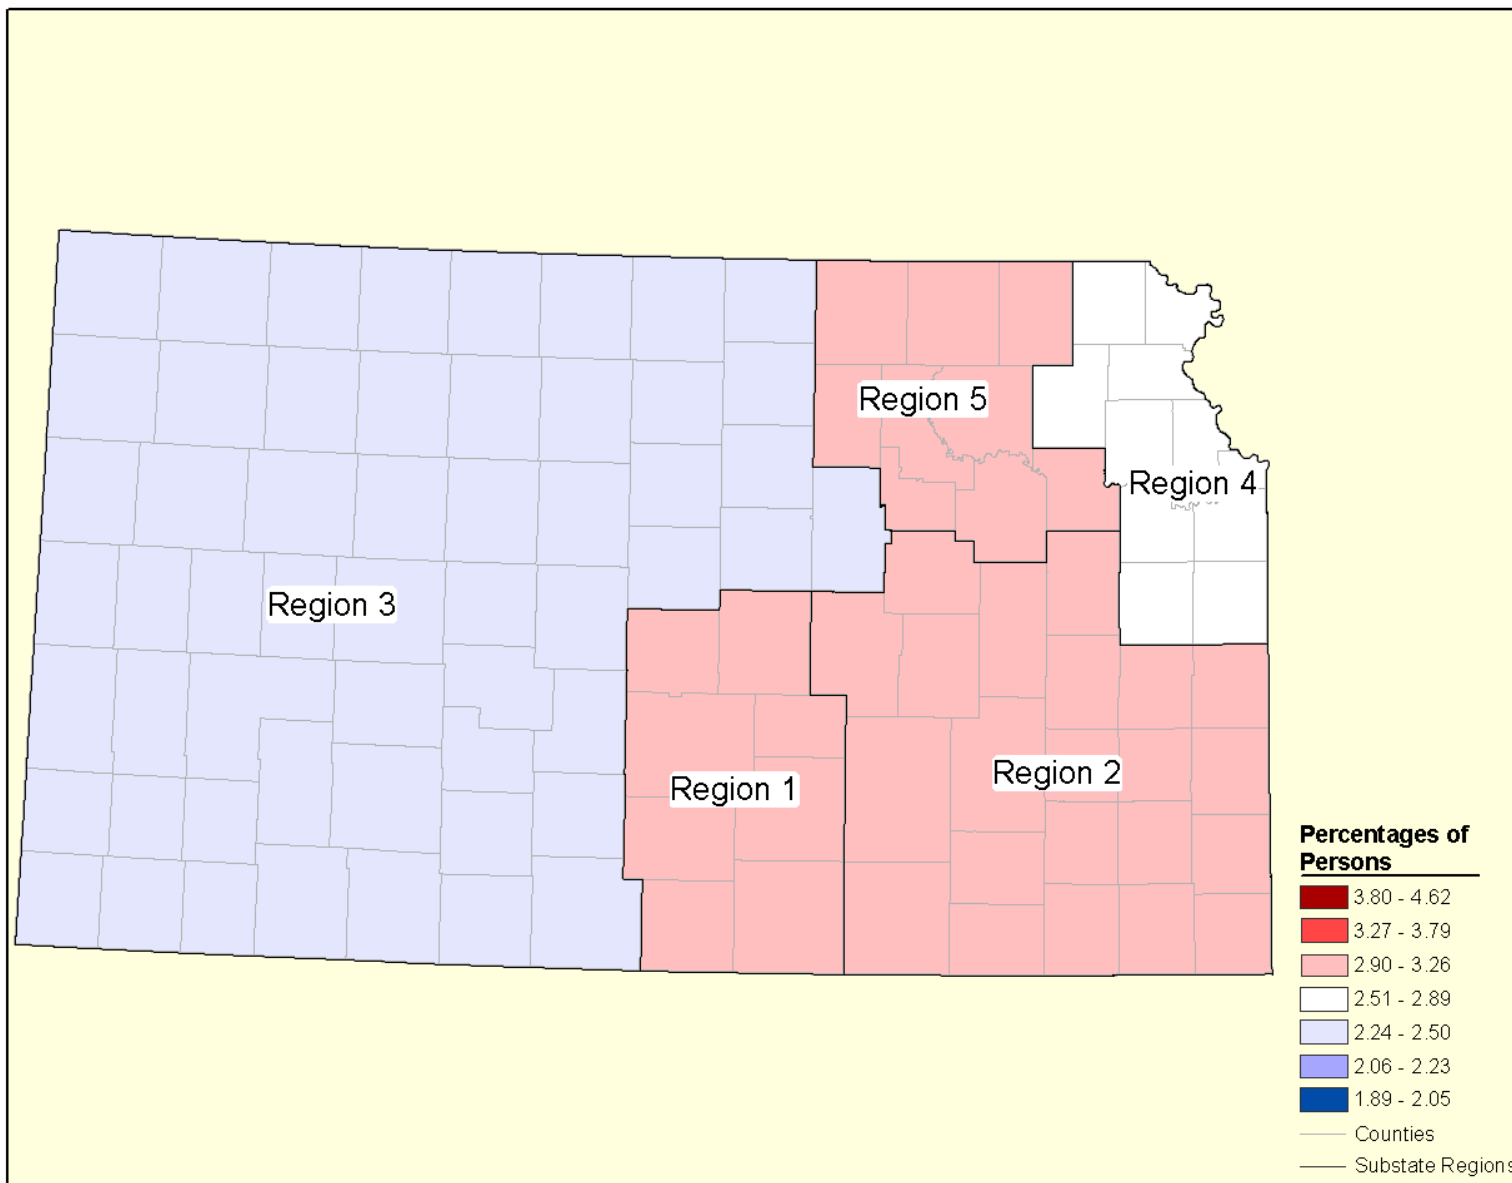 Region 5
Region 4
Region 3
Region 2
Region 1
Percentages of
Persons
3.80 - 4.62
3.27 - 3.79
2.90 - 3.26
2.51 - 2.89
2.24 - 2.50
2.06 - 2.23
1.89 - 2.05
Counties
Substate Regions